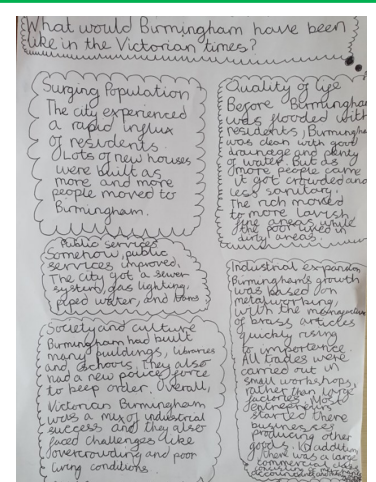 What would Birmingham have been
like in the Victorian times?
Surging Population
The city experienced
a rapid influx
of residents.
Lots of new houses
were built as
more and more
people moved to
Birmingham.
Quality of life
Before Birmingham
was flooded with
residents, Birmingham
was clean with good
drainage and plenty
of water. But as
more people came
it got crowded and
less sanitary.
The rich moved
to more lavish
areas while
the poor lived in
dirty areas.
Public services
Somehow, public
services improved.
The city got a sewer
system, gas lighting,
piped water, and
Society and culture
Birmingham had built
many buildings, libraries
and schools. They also
had a new police force
to keep order. Overall,
Victorian Birmingham
was a mix of industrial
success and they also
faced challenges like
overcrowding and poor
living conditions.
Industrial expansion
Birmingham's growth
was based on
metalworking,
with the
of brass articles
quickly rising
to importance.
All trades were
carried out in
small workshops,
rather than large
factories. Most
entrepreneurs
started there
businesses
producing other
goods. In addition
there was a large
commercial class